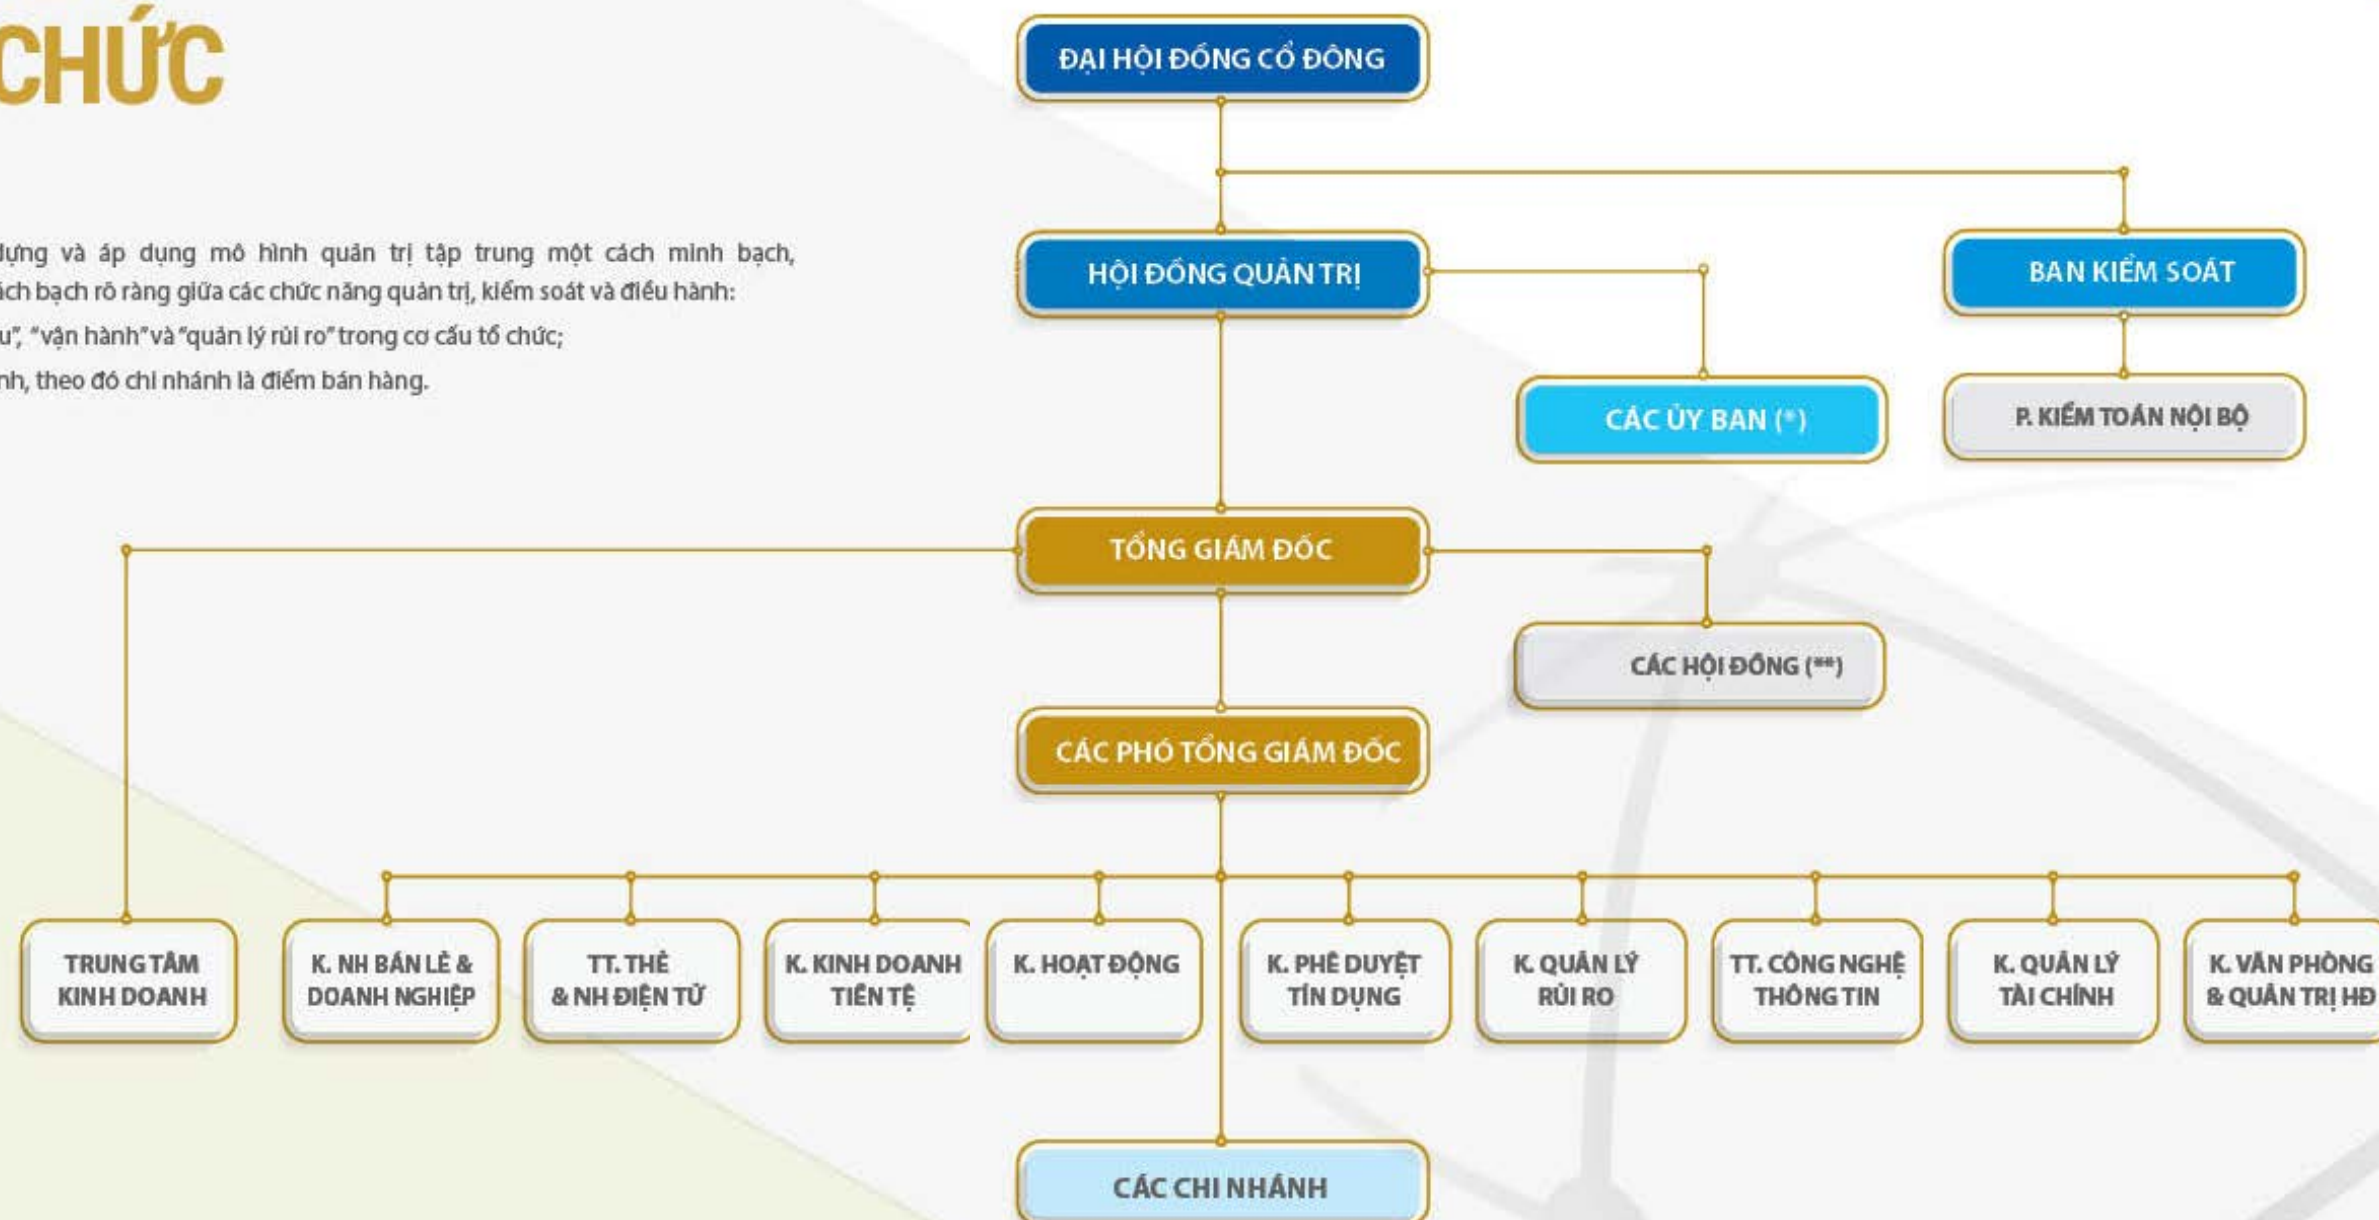 CHỨC
dựng và áp dụng mô hình quản trị tập trung một cách minh bạch,
ách bạch rõ ràng giữa các chức năng quản trị, kiểm soát và điều hành:
u”, “vận hành” và “quản lý rủi ro” trong cơ cấu tổ chức;
nh, theo đó chi nhánh là điểm bán hàng.
ĐẠI HỘI ĐỒNG CỔ ĐÔNG
HỘI ĐỒNG QUẢN TRỊ
BAN KIỂM SOÁT
CÁC ỦY BAN (*)
P. KIỂM TOÁN NỘI BỘ
TỔNG GIÁM ĐỐC
CÁC HỘI ĐỒNG (**)
CÁC PHÓ TỔNG GIÁM ĐỐC
TRUNG TÂM
KINH DOANH
K. NH BÁN LẺ &
DOANH NGHIỆP
TT. THẺ
& NH ĐIỆN TỬ
K. KINH DOANH
TIỀN TỆ
K. HOẠT ĐỘNG
K. PHÊ DUYỆT
TÍN DỤNG
K. QUẢN LÝ
RỦI RO
TT. CÔNG NGHỆ
THÔNG TIN
K. QUẢN LÝ
TÀI CHÍNH
K. VĂN PHÒNG
& QUẢN TRỊ HĐ
CÁC CHI NHÁNH